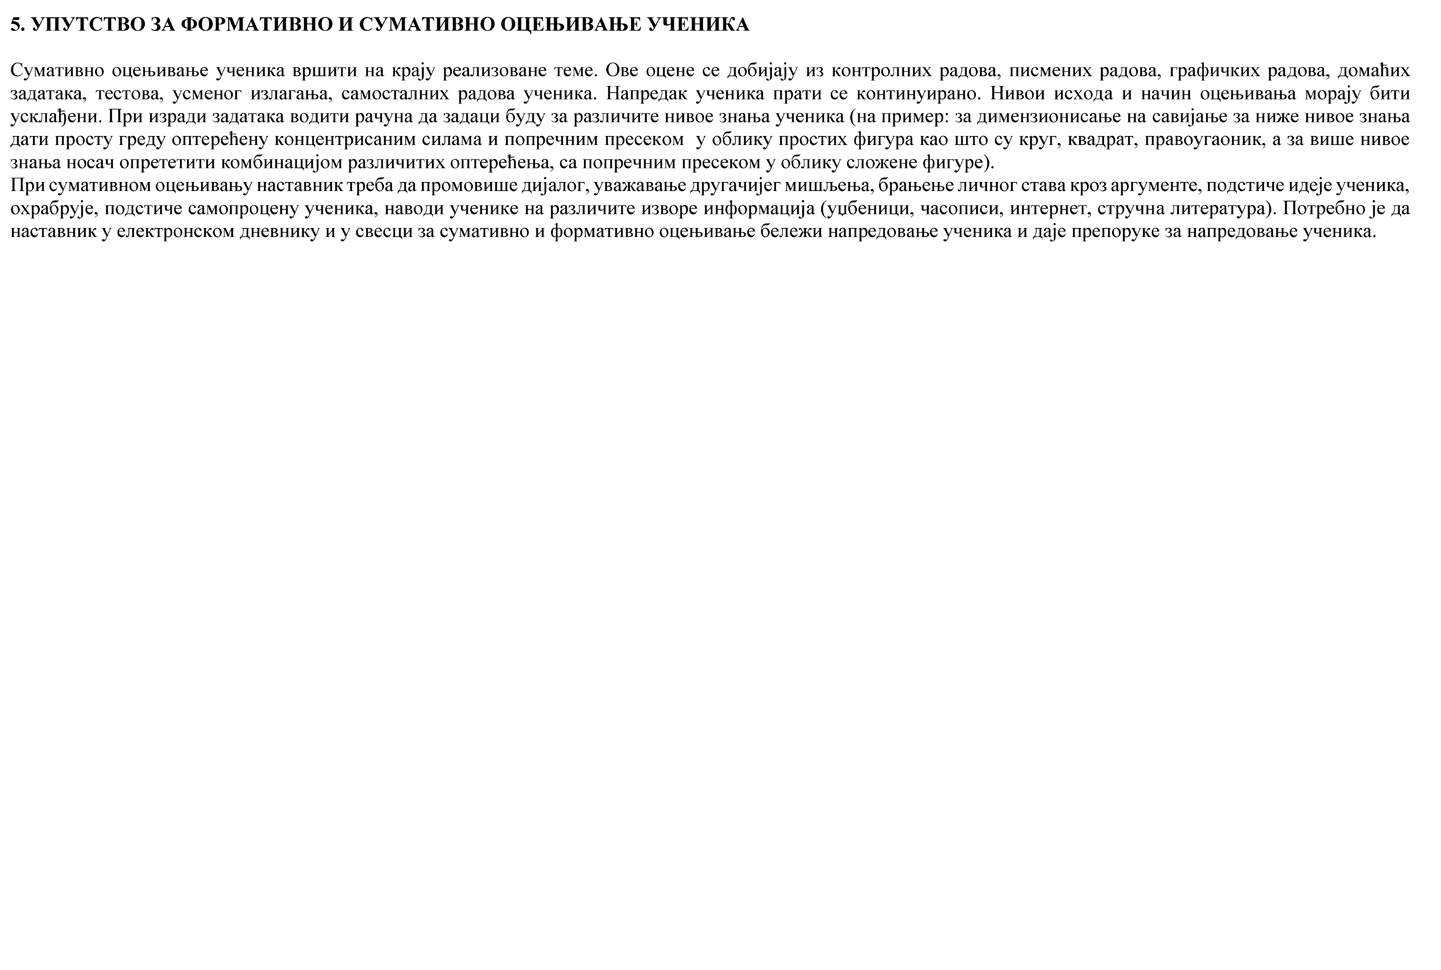 5. УПУТСТВО ЗА ФОРМАТИВНО И СУМАТИВНО ОЦЕЊИВАЊЕ УЧЕНИКА
Сумативно оцењивање ученика вршити на крају реализоване теме. Ове оцене се добијају из контролних радова, писмених радова, графичких радова, домаћих
задатака, тестова, усменог излагања, самосталних радова ученика. Напредак ученика прати се континуирано. Нивои исхода и начин оцењивања морају бити
усклађени. При изради задатака водити рачуна да задаци буду за различите нивое знања ученика (на пример: за димензионисање на савијање за ниже нивое знања
дати просту греду оптерећену концентрисаним силама и попречним пресеком у облику простих фигура као што су круг, квадрат, правоугаоник, а за више нивое
знања носач опрететити комбинацијом различитих оптерећења, са попречним пресеком у облику сложене фигуре).
При сумативном оцењивању наставник треба да промовише дијалог, уважавање другачијег мишљења, брањење личног става кроз аргументе, подстиче идеје ученика,
охрабрује, подстиче самопроцену ученика, наводи ученике на различите изворе информација (уџбеници, часописи, интернет, стручна литература). Потребно је да
наставник у електронском дневнику и у свесци за сумативно и формативно оцењивање бележи напредовање ученика и даје препоруке за напредовање ученика.